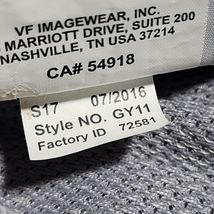 VF IMAGEWEAR, INC.
MARRIOTT DRIVE, SUITE 200
NASHVILLE, TN USA 37214
CA# 54918
S17 07/2016
Style NO. GY11
Factory ID 72581